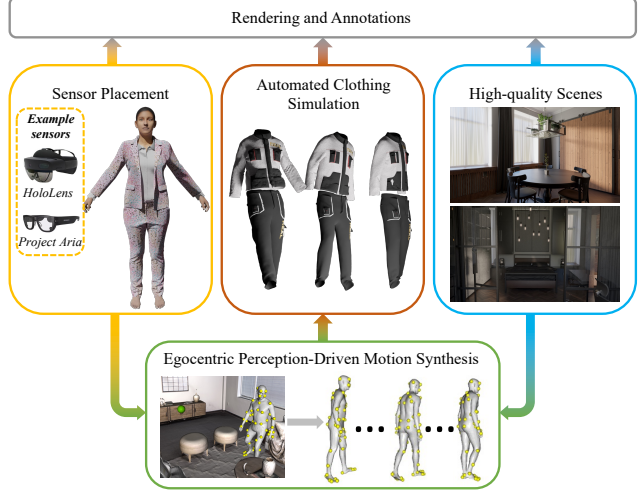 Rendering and Annotations
Sensor Placement
Example
sensors
HoloLens
Project Aria
Automated Clothing
Simulation
High-quality Scenes
Egocentric Perception-Driven Motion Synthesis